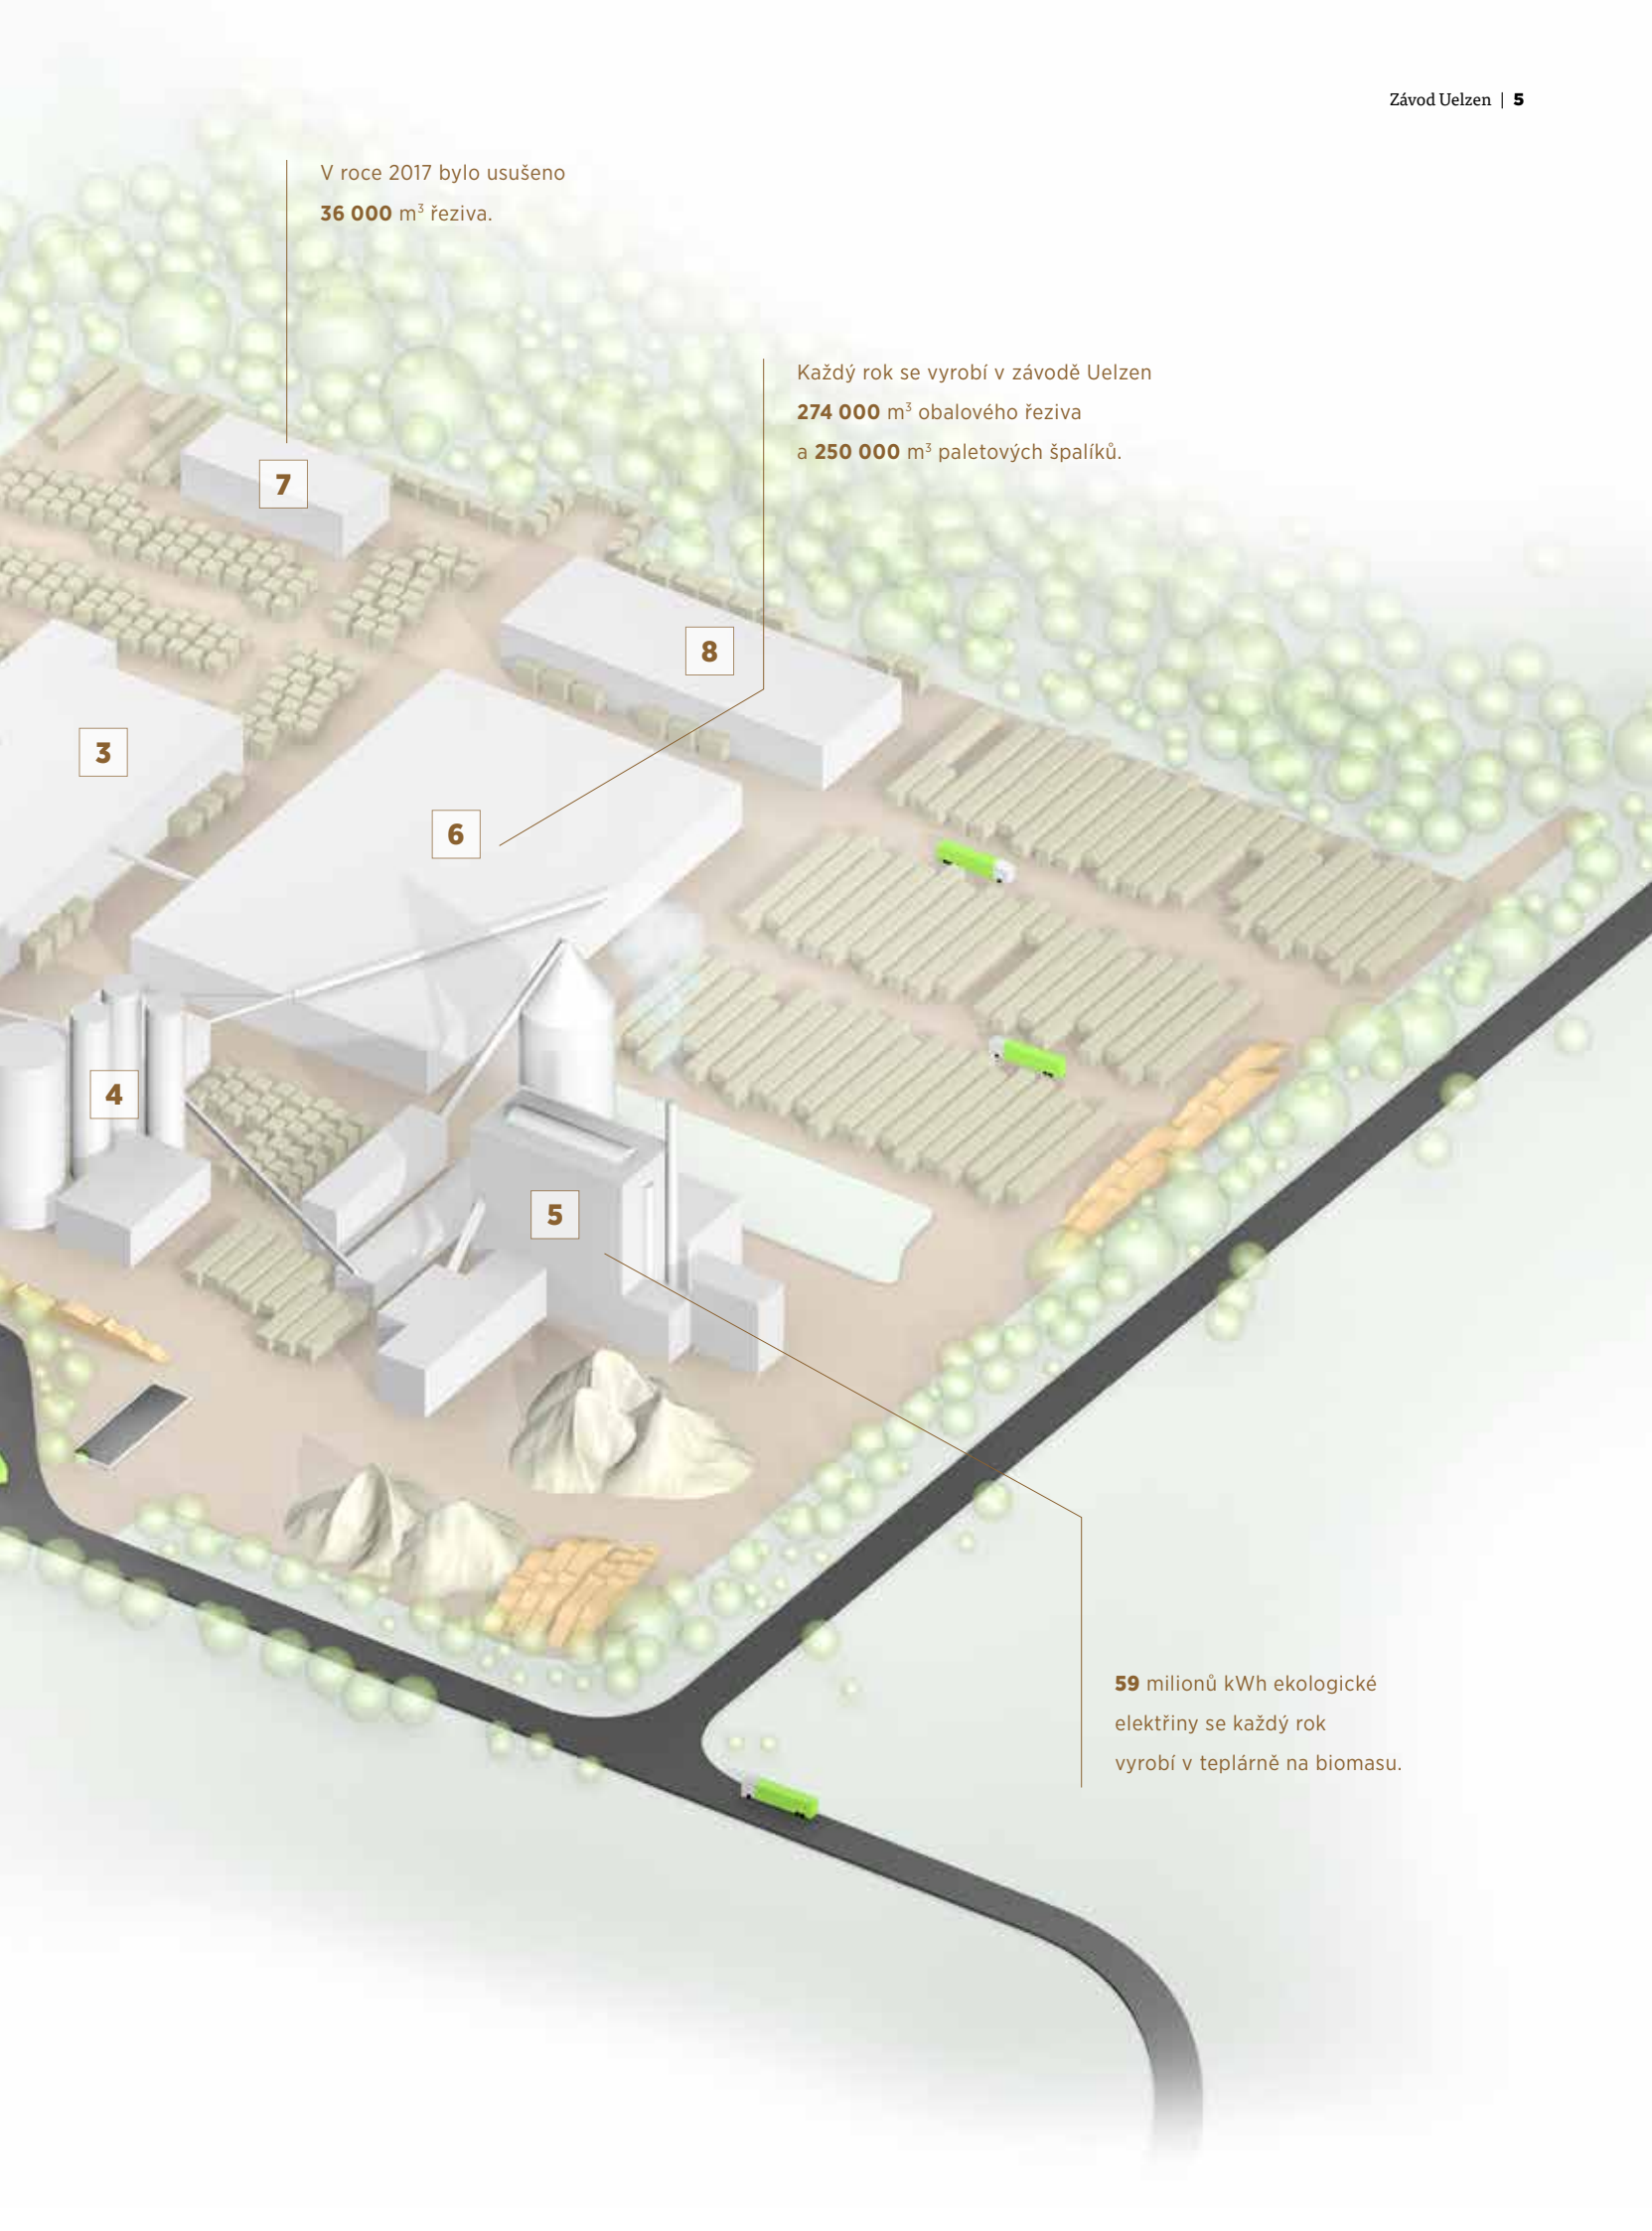 Závod Uelzen | 5
V roce 2017 bylo usušeno
36 000 m³ řeziva.
Každý rok se vyrobí v závodě Uelzen
274 000 m³ obalového řeziva
a 250 000 m³ paletových špalíků.
7
8
3
6
4
5
59 milionů kWh ekologické
elektřiny se každý rok
vyrobí v teplárně na biomasu.